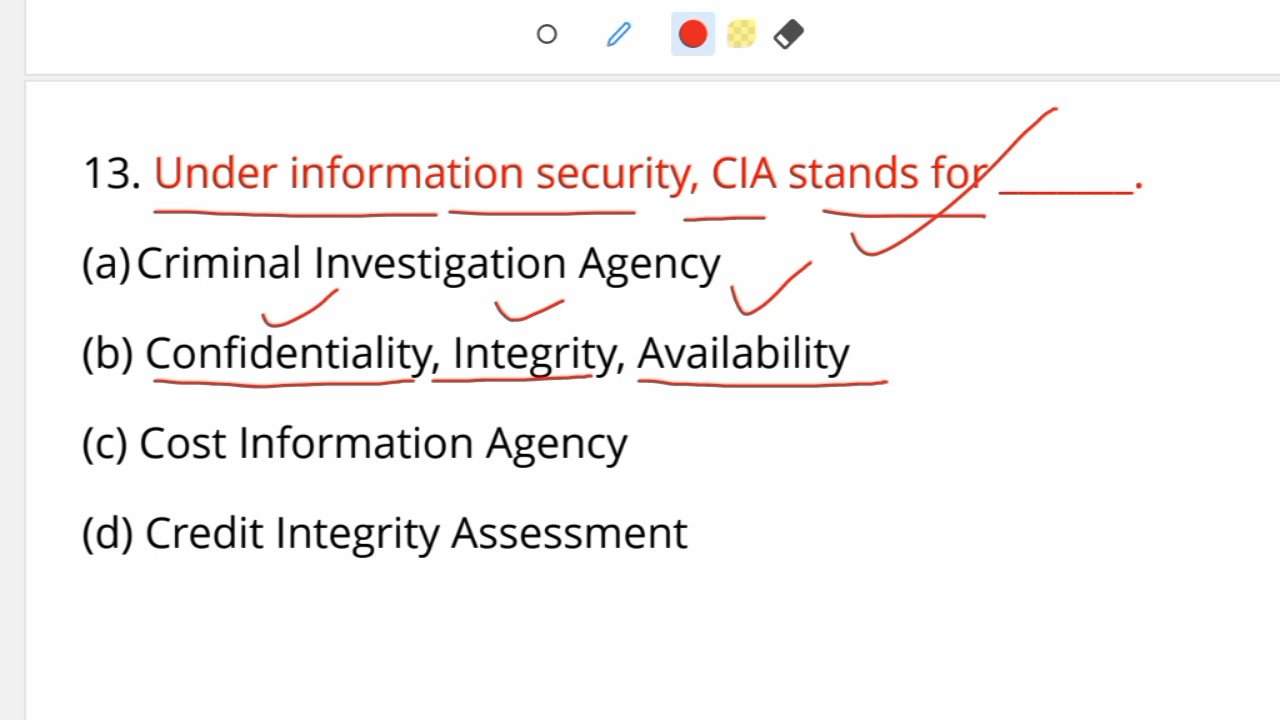 13. Under information security, CIA stands for _______.
(a) Criminal Investigation Agency
(b) Confidentiality, Integrity, Availability
(c) Cost Information Agency
(d) Credit Integrity Assessment